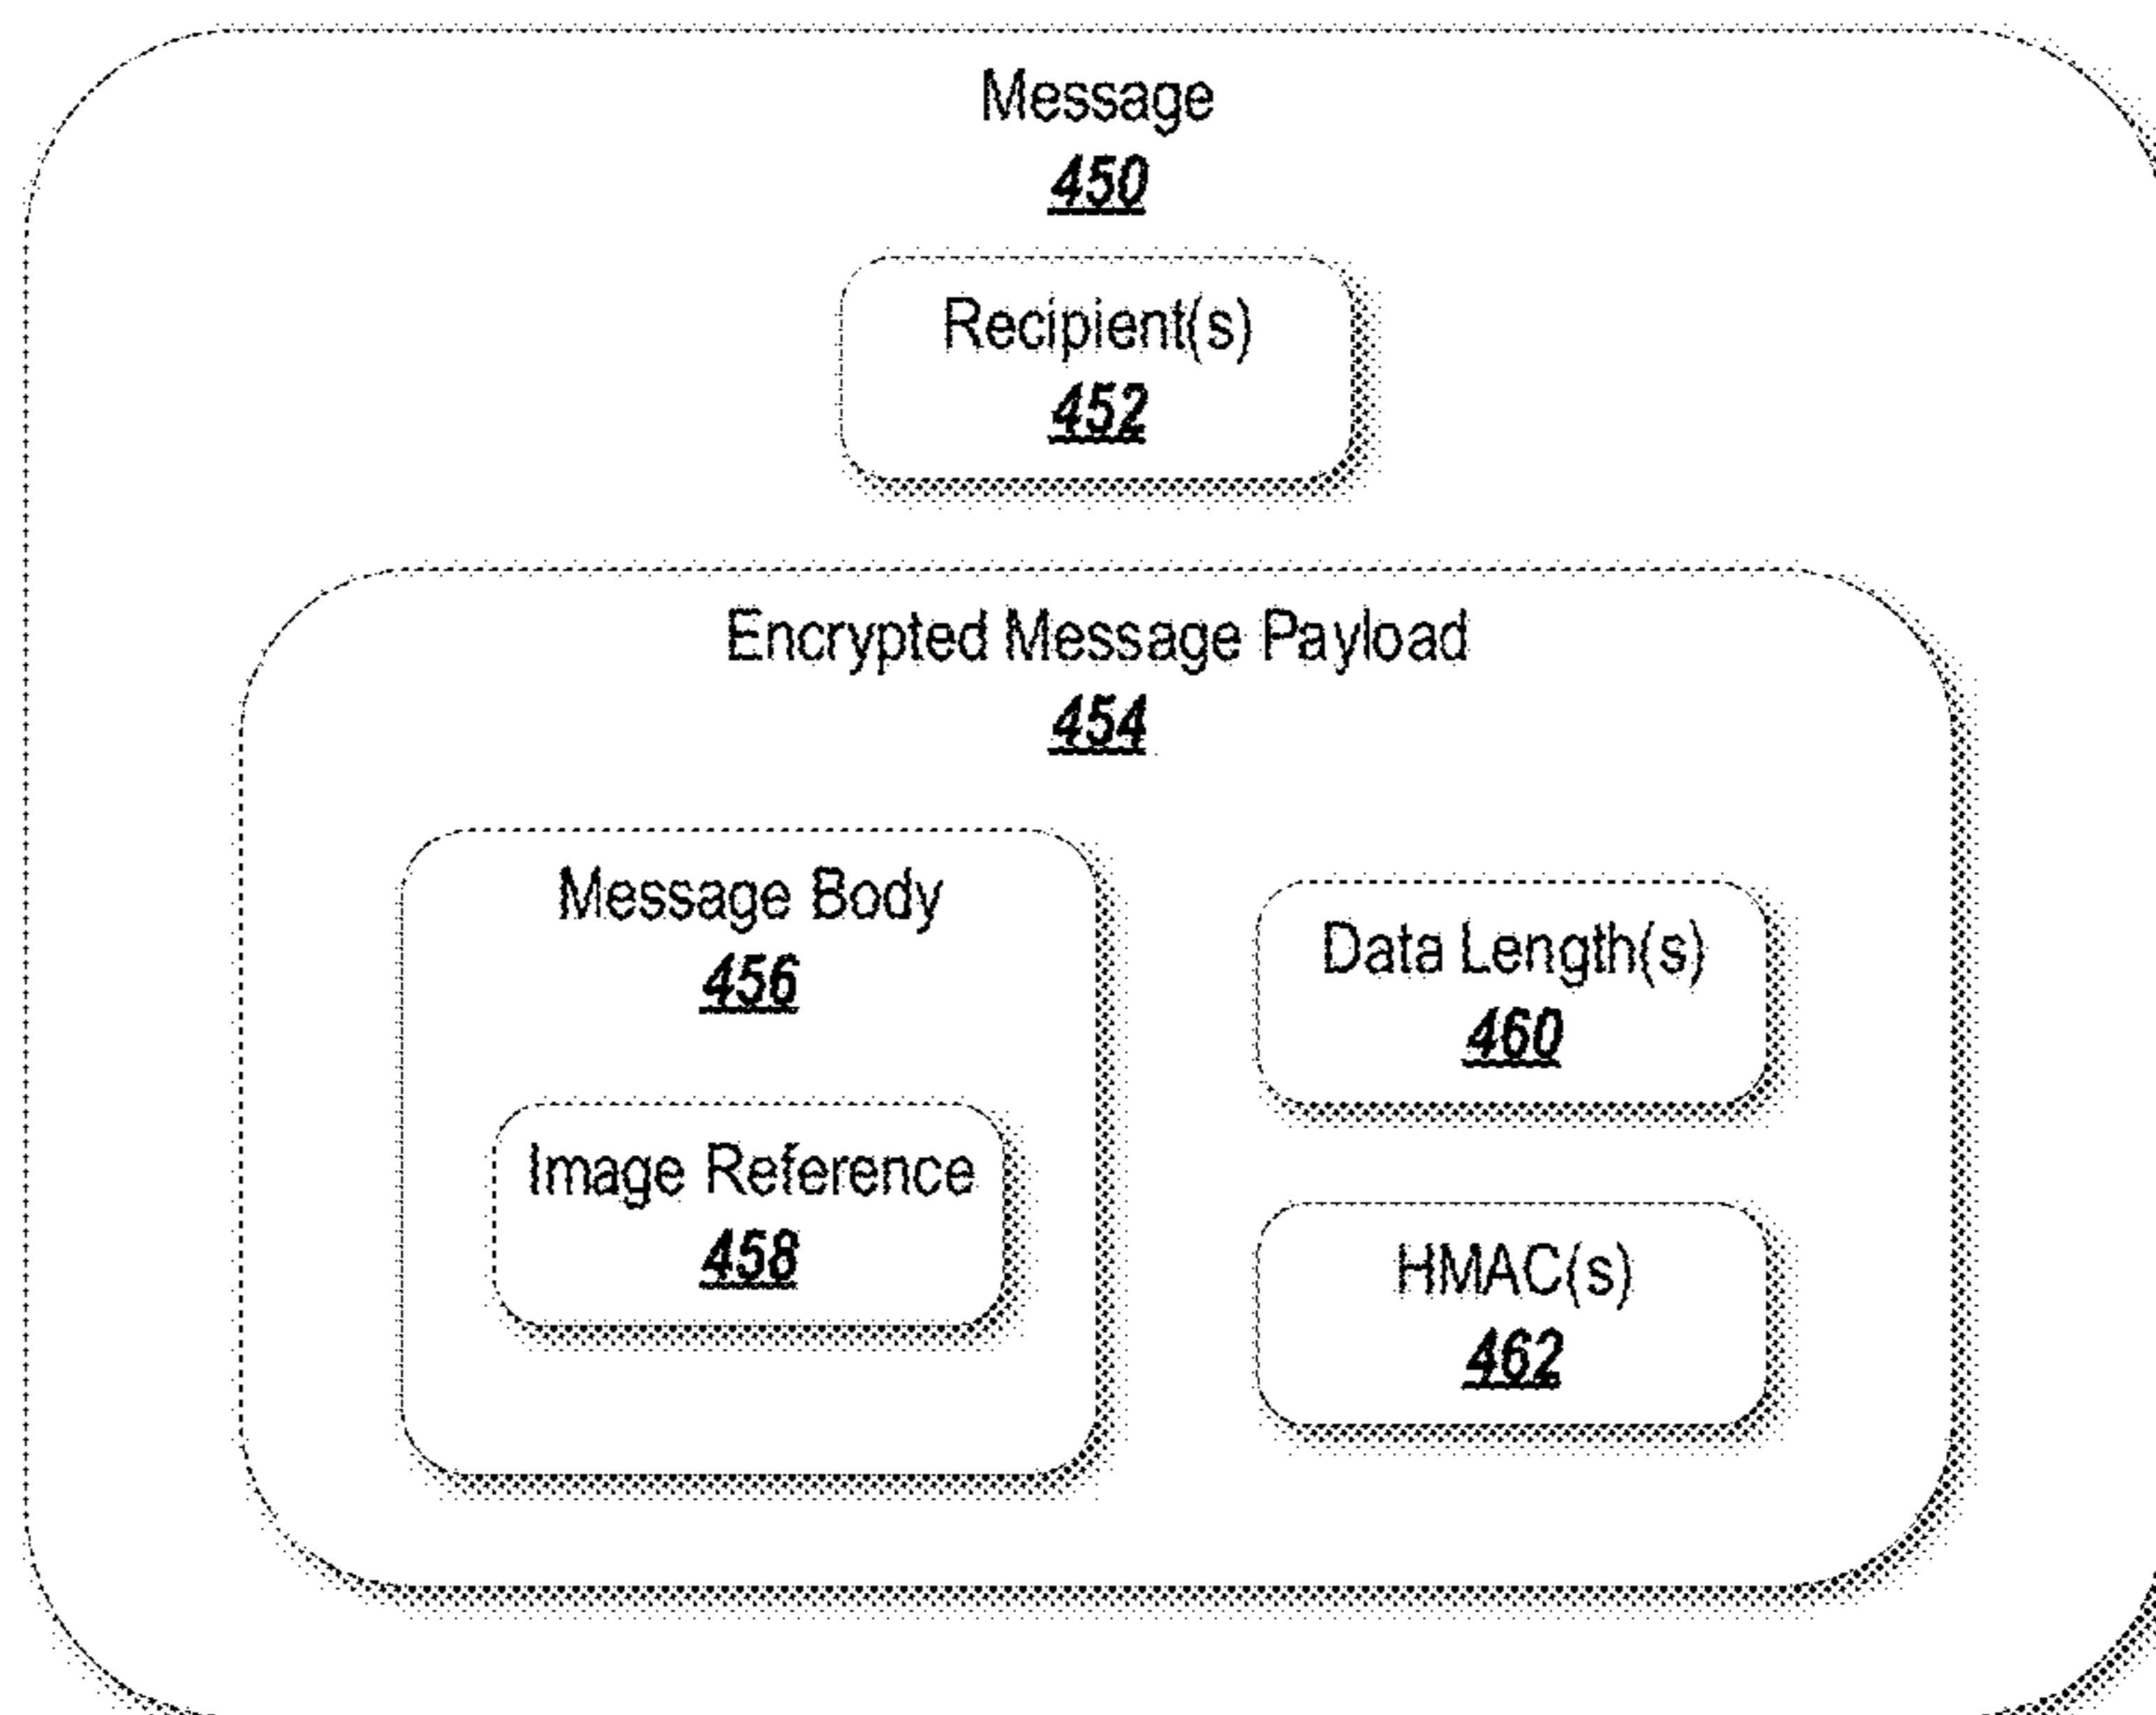 Message
450
Recipient(s)
452
Encrypted Message Payload
454
Message Body
456
Image Reference
458
Data Length(s)
460
HMAC(s)
462